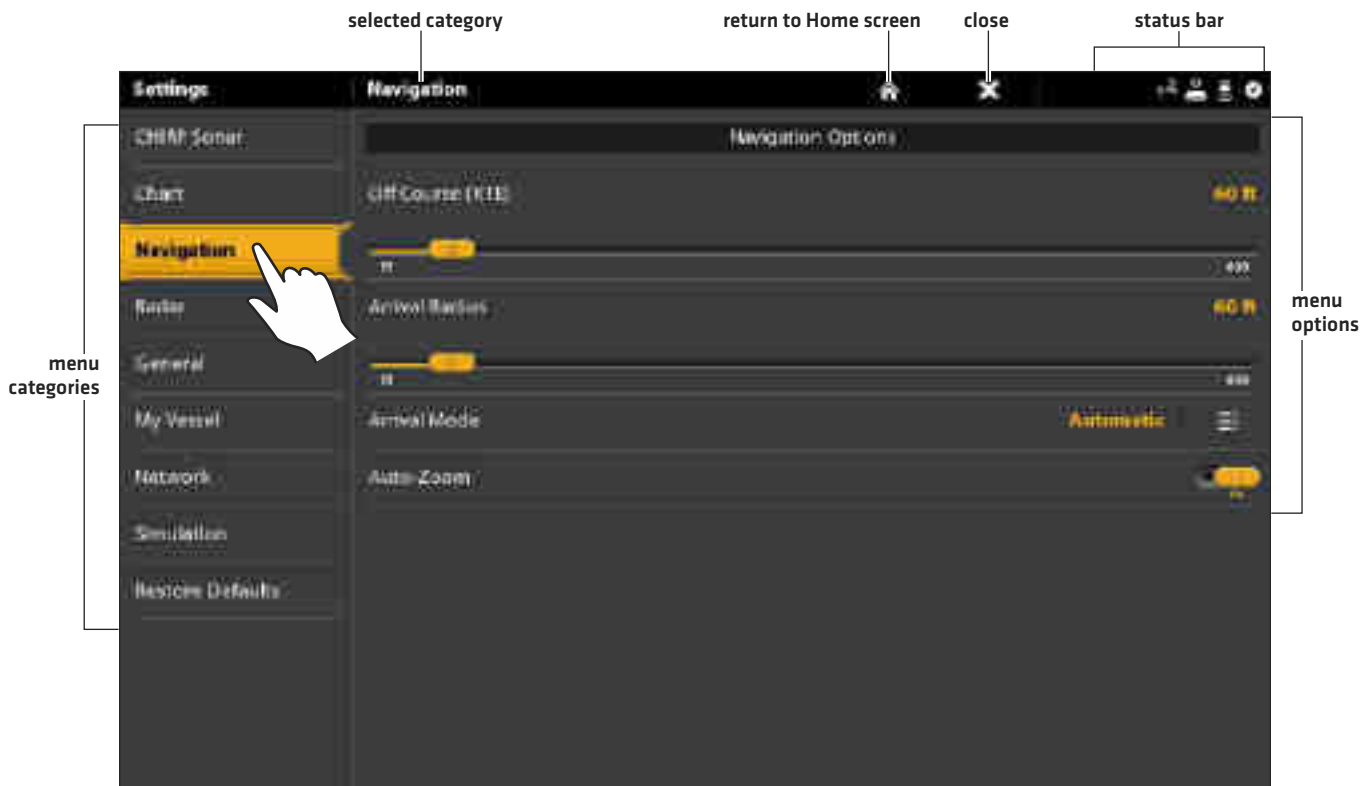 selected category return to Home screen close status bar
Settings Navigation
CHIRP Sonar Navigation Options
Chart Off Course (XTE) 60 ft
Navigation
Radar Arrival Radius 60 ft
menu options
General
menu categories
My Vessel Arrival Mode Automatic
Network Auto-Zoom
Simulation
Restore Defaults